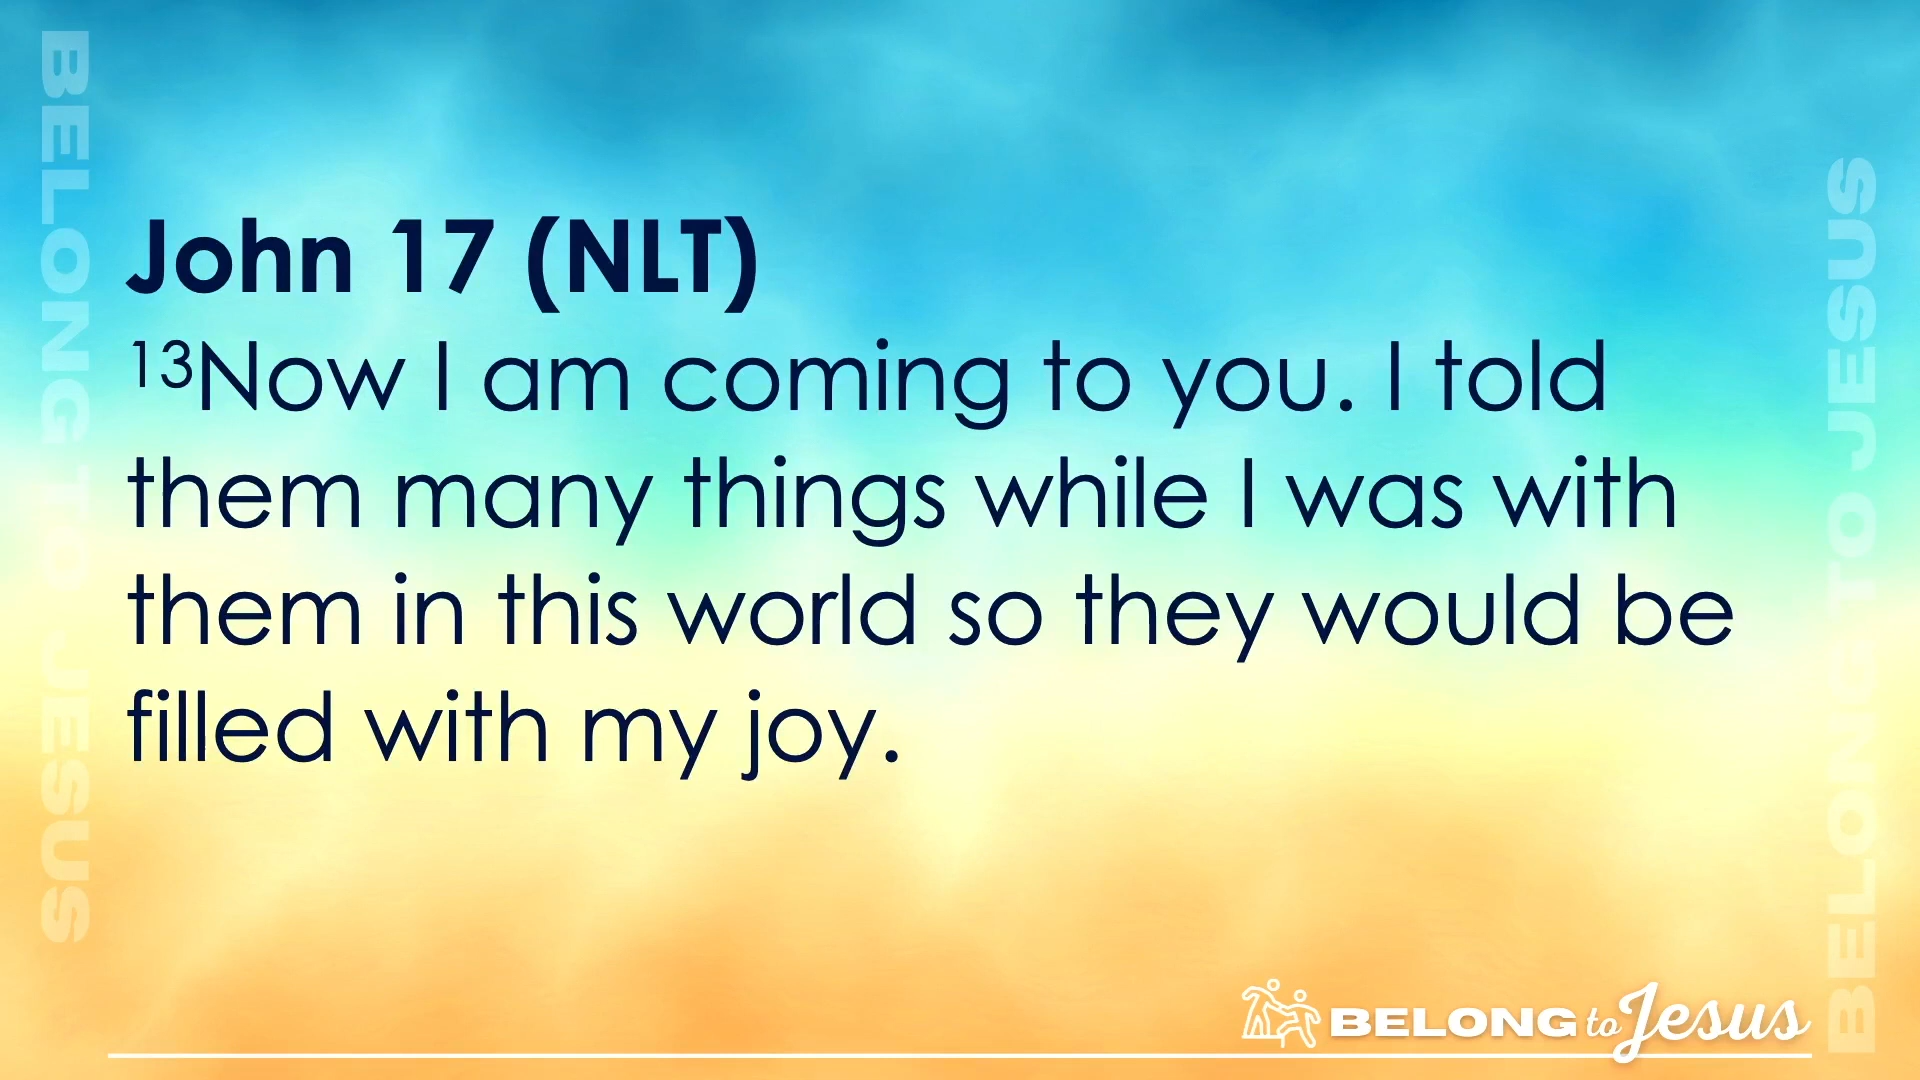 John 17 (NLT)
¹³Now I am coming to you. I told
them many things while I was with
them in this world so they would be
filled with my joy.
BELONG TO JESUS
BELONG TO JESUS
BELONG to Jesus